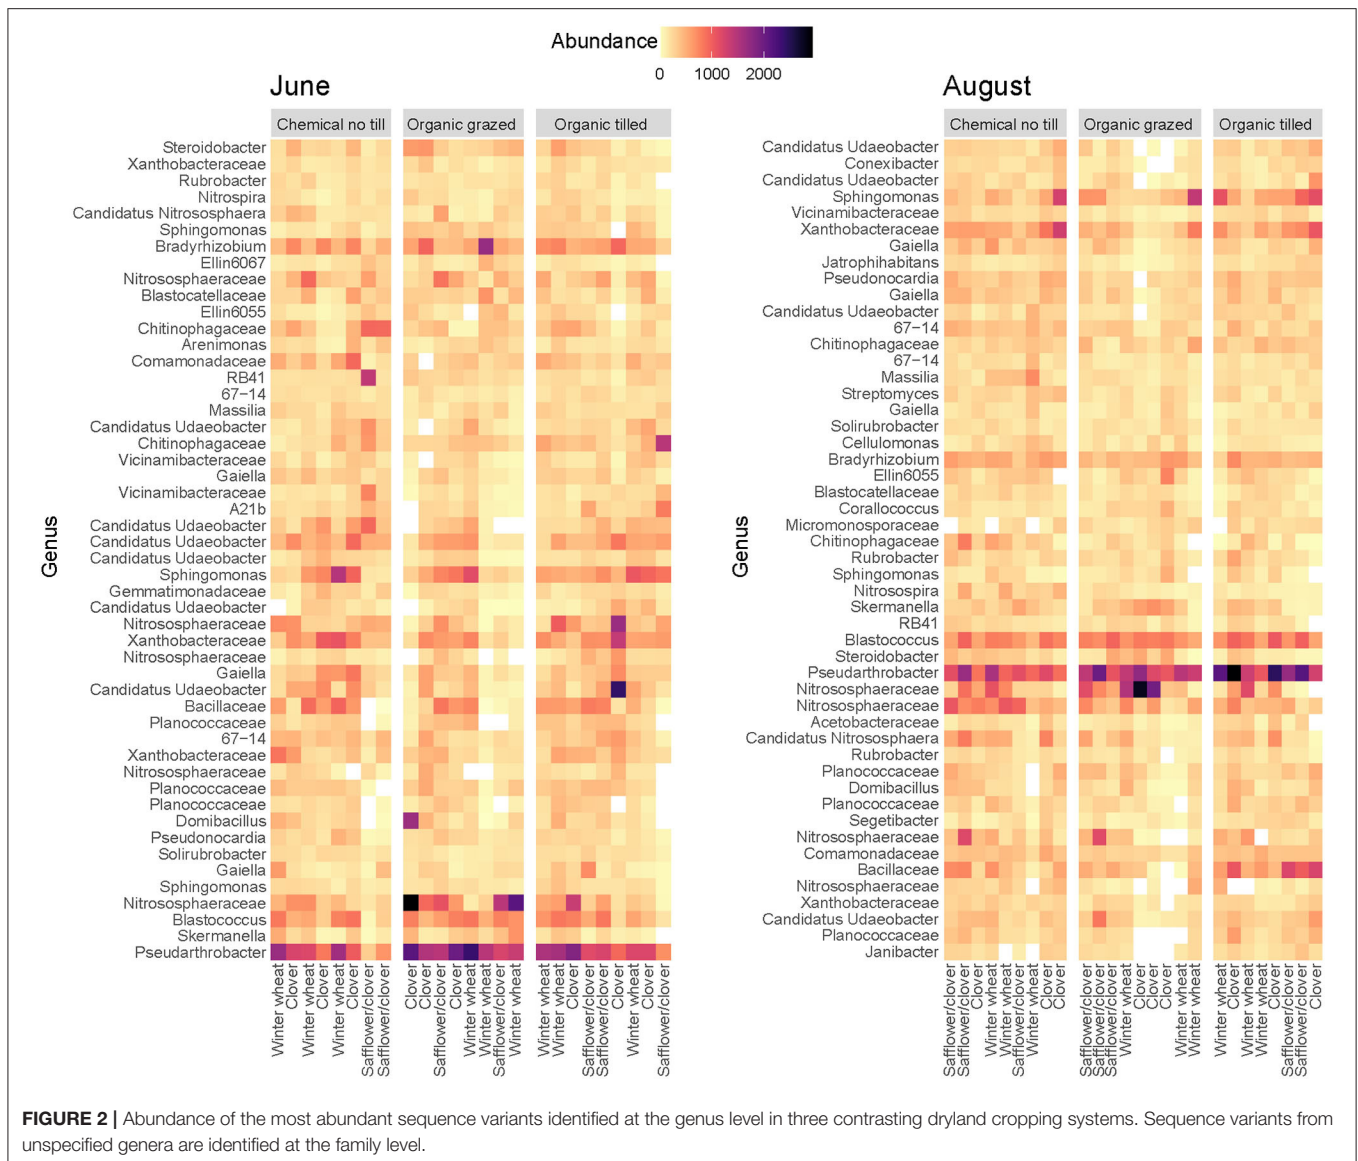 Abundance
0 1000 2000
June
Chemical no till
Organic grazed
Organic tilled
Genus
Steroidobacter
Xanthobacteraceae
Rubrobacter
Nitrospira
Candidatus Nitrososphaera
Sphingomonas
Bradyrhizobium
Ellin6067
Nitrososphaeraceae
Blastocatellaceae
Ellin6055
Chitinophagaceae
Arenimonas
Comamonadaceae
RB41
67−14
Massilia
Candidatus Udaeobacter
Chitinophagaceae
Vicinamibacteraceae
Gaiella
Vicinamibacteraceae
A21b
Candidatus Udaeobacter
Candidatus Udaeobacter
Candidatus Udaeobacter
Sphingomonas
Gemmatimonadaceae
Candidatus Udaeobacter
Nitrososphaeraceae
Xanthobacteraceae
Nitrososphaeraceae
Gaiella
Candidatus Udaeobacter
Bacillaceae
Planococcaceae
67−14
Xanthobacteraceae
Nitrososphaeraceae
Planococcaceae
Planococcaceae
Domibacillus
Pseudonocardia
Solirubrobacter
Gaiella
Sphingomonas
Nitrososphaeraceae
Blastococcus
Skermanella
Pseudarthrobacter
Winter wheat
Clover
Winter wheat
Clover
Winter wheat
Clover
Safflower/clover
Safflower/clover
Clover
Clover
Safflower/clover
Clover
Winter wheat
Winter wheat
Safflower/clover
Winter wheat
Winter wheat
Winter wheat
Clover
Safflower/clover
Safflower/clover
Clover
Winter wheat
Clover
Safflower/clover
August
Chemical no till
Organic grazed
Organic tilled
Genus
Candidatus Udaeobacter
Conexibacter
Candidatus Udaeobacter
Sphingomonas
Vicinamibacteraceae
Xanthobacteraceae
Gaiella
Jatrophihabitans
Pseudonocardia
Gaiella
Candidatus Udaeobacter
67−14
Chitinophagaceae
67−14
Massilia
Streptomyces
Gaiella
Solirubrobacter
Cellulomonas
Bradyrhizobium
Ellin6055
Blastocatellaceae
Corallococcus
Micromonosporaceae
Chitinophagaceae
Rubrobacter
Sphingomonas
Nitrosospira
Skermanella
RB41
Blastococcus
Steroidobacter
Pseudarthrobacter
Nitrososphaeraceae
Nitrososphaeraceae
Acetobacteraceae
Candidatus Nitrososphaera
Rubrobacter
Planococcaceae
Domibacillus
Planococcaceae
Segetibacter
Nitrososphaeraceae
Comamonadaceae
Bacillaceae
Nitrososphaeraceae
Xanthobacteraceae
Candidatus Udaeobacter
Planococcaceae
Janibacter
Safflower/clover
Safflower/clover
Clover
Winter wheat
Winter wheat
Safflower/clover
Winter wheat
Clover
Clover
Safflower/clover
Safflower/clover
Safflower/clover
Winter wheat
Clover
Clover
Clover
Winter wheat
Winter wheat
Winter wheat
Clover
Winter wheat
Winter wheat
Clover
Safflower/clover
Safflower/clover
Clover
FIGURE 2 | Abundance of the most abundant sequence variants identified at the genus level in three contrasting dryland cropping systems. Sequence variants from
unspecified genera are identified at the family level.